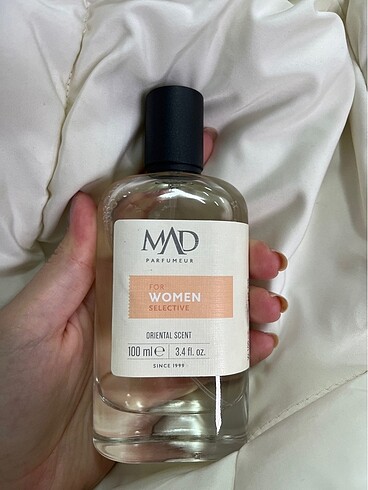 MAD
PARFUMEUR
FOR
WOMEN
SELECTIVE
ORIENTAL SCENT
100 ml ℮ 3.4 fl. oz.
SINCE 1999